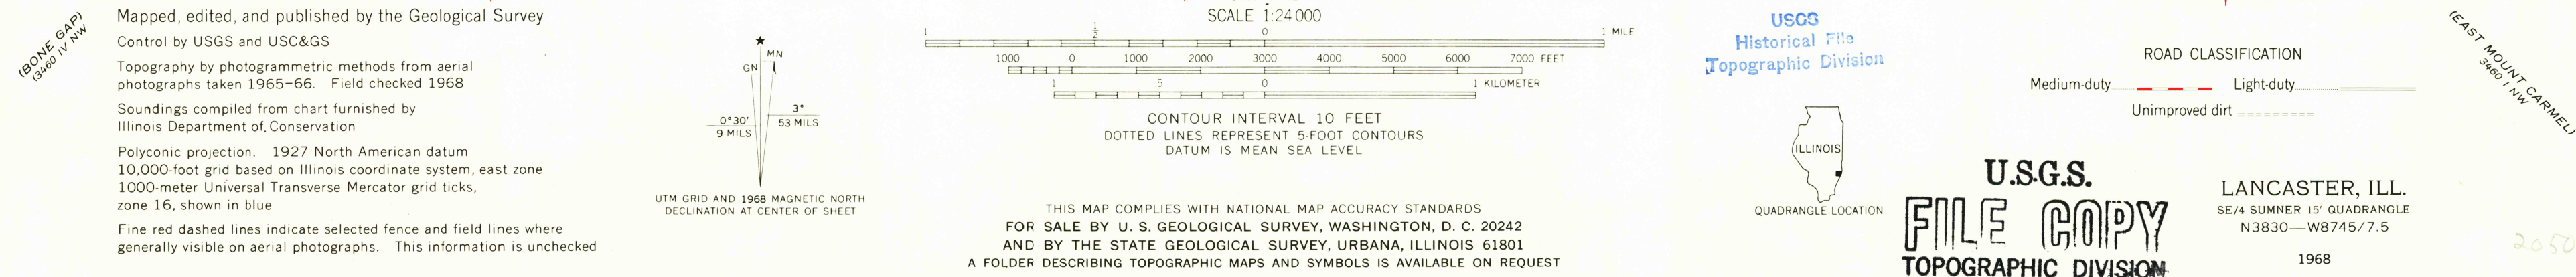 (BONE GAP)
(3460 IV NW
Mapped, edited, and published by the Geological Survey
Control by USGS and USC&GS
Topography by photogrammetric methods from aerial
photographs taken 1965–66. Field checked 1968
Soundings compiled from chart furnished by
Illinois Department of Conservation
Polyconic projection. 1927 North American datum
10,000-foot grid based on Illinois coordinate system, east zone
1000-meter Universal Transverse Mercator grid ticks,
zone 16, shown in blue
Fine red dashed lines indicate selected fence and field lines where
generally visible on aerial photographs. This information is unchecked
★
MN
GN
3°
53 MILS
0°30′
9 MILS
UTM GRID AND 1968 MAGNETIC NORTH
DECLINATION AT CENTER OF SHEET
SCALE 1:24 000
1 ½ 0 1 MILE
1000 0 1000 2000 3000 4000 5000 6000 7000 FEET
1 5 0 1 KILOMETER
CONTOUR INTERVAL 10 FEET
DOTTED LINES REPRESENT 5-FOOT CONTOURS
DATUM IS MEAN SEA LEVEL
THIS MAP COMPLIES WITH NATIONAL MAP ACCURACY STANDARDS
FOR SALE BY U. S. GEOLOGICAL SURVEY, WASHINGTON, D. C. 20242
AND BY THE STATE GEOLOGICAL SURVEY, URBANA, ILLINOIS 61801
A FOLDER DESCRIBING TOPOGRAPHIC MAPS AND SYMBOLS IS AVAILABLE ON REQUEST
USGS
Historical File
Topographic Division
ILLINOIS
QUADRANGLE LOCATION
ROAD CLASSIFICATION
Medium-duty Light-duty
Unimproved dirt
U.S.G.S.
FILE COPY
TOPOGRAPHIC DIVISION
LANCASTER, ILL.
SE/4 SUMNER 15′ QUADRANGLE
N3830—W8745/7.5
1968
(EAST MOUNT CARMEL)
3460 I NW
2050